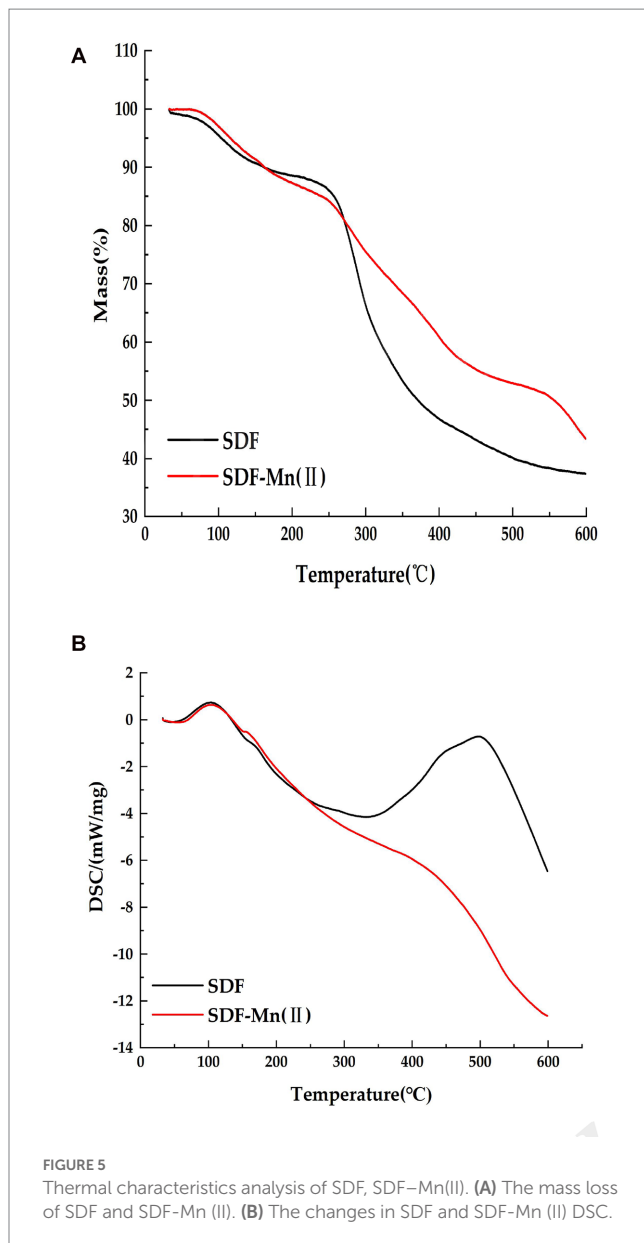 A
110
100
90
80
70
60
50
40
30
Mass(%)
SDF
SDF-Mn(Ⅱ)
0 100 200 300 400 500 600
Temperature(℃)
B
2
0
-2
-4
-6
-8
-10
-12
-14
DSC/(mW/mg)
SDF
SDF-Mn(Ⅱ)
0 100 200 300 400 500 600
Temperature(°C)
FIGURE 5
Thermal characteristics analysis of SDF, SDF–Mn(II). (A) The mass loss
of SDF and SDF-Mn (II). (B) The changes in SDF and SDF-Mn (II) DSC.